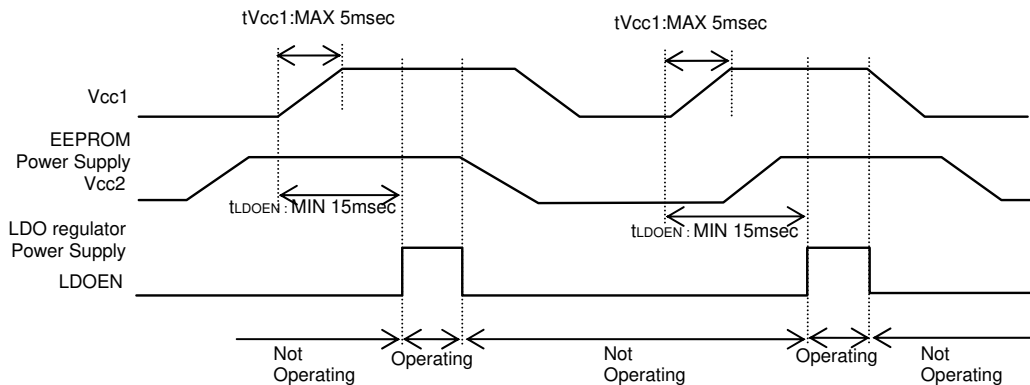 tVcc1:MAX 5msec
tVcc1:MAX 5msec
Vcc1
EEPROM
Power Supply
Vcc2
tLDOEN : MIN 15msec
tLDOEN : MIN 15msec
LDO regulator
Power Supply
LDOEN
Not
Operating
Operating
Not
Operating
Operating
Not
Operating